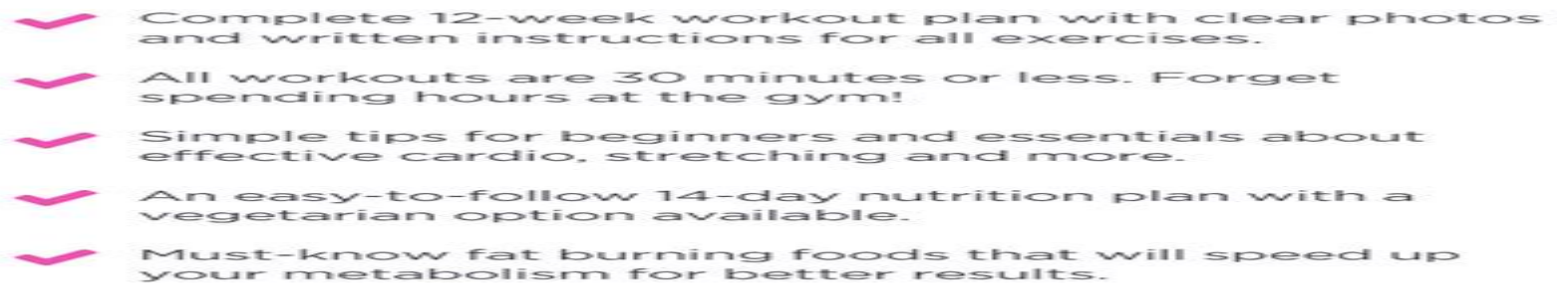 Complete 12-week workout plan with clear photos
and written instructions for all exercises.
All workouts are 30 minutes or less. Forget
spending hours at the gym!
Simple tips for beginners and essentials about
effective cardio, stretching and more.
An easy-to-follow 14-day nutrition plan with a
vegetarian option available.
Must-know fat burning foods that will speed up
your metabolism for better results.